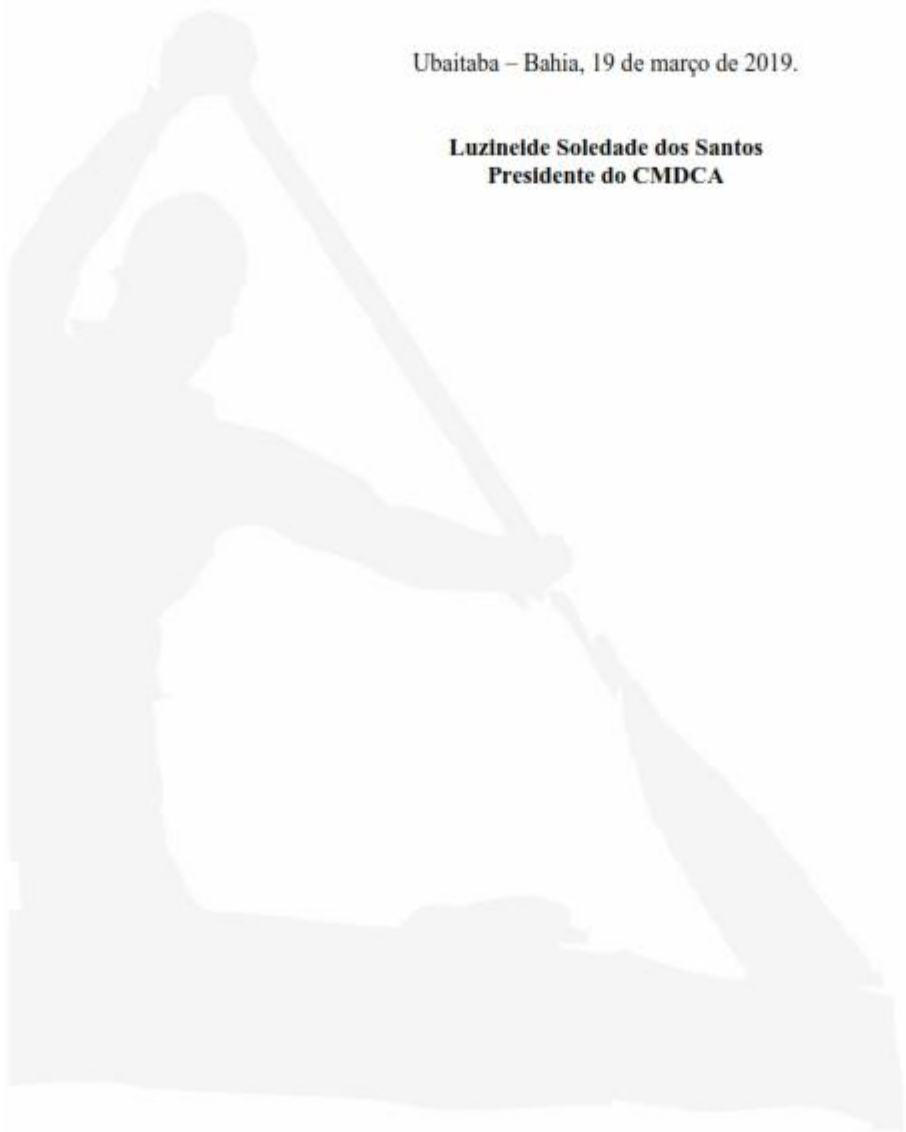 Ubaitaba – Bahia, 19 de março de 2019.
Luzineide Soledade dos Santos
Presidente do CMDCA